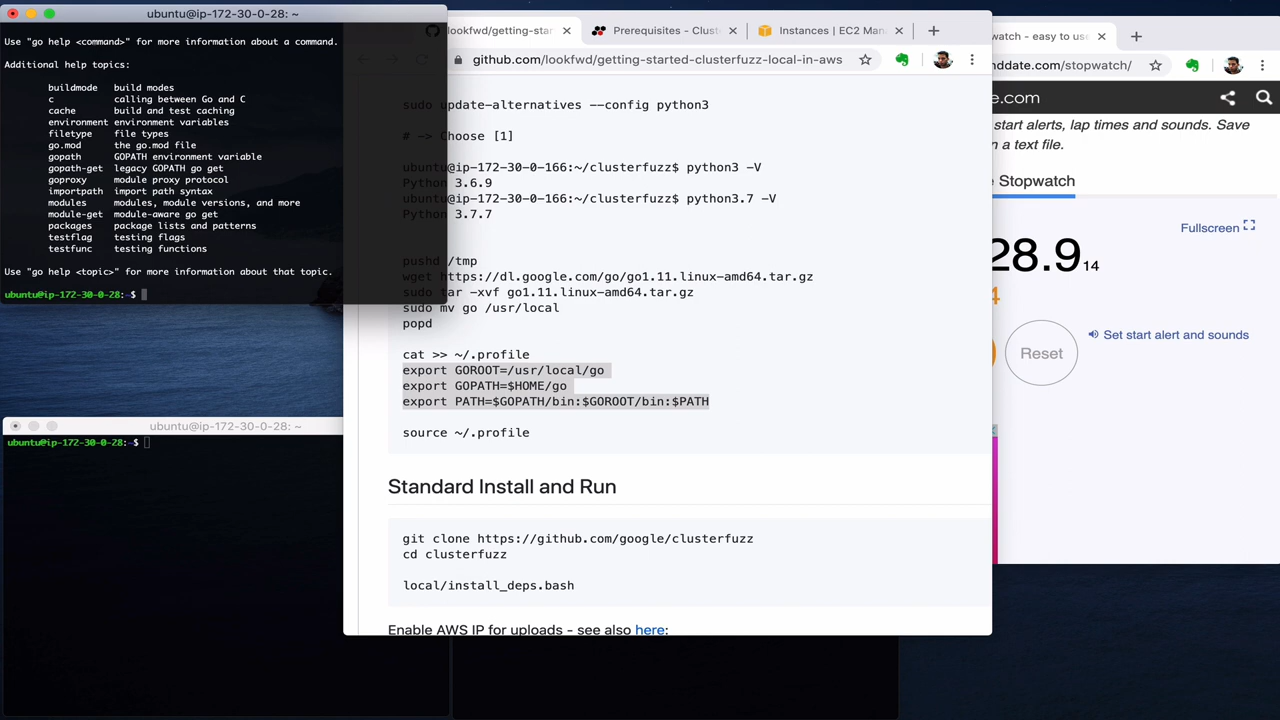 ubuntu@ip-172-30-0-28: ~
Use "go help <command>" for more information about a command.
Additional help topics:
buildmode build modes
c calling between Go and C
cache build and test caching
environment environment variables
filetype file types
go.mod the go.mod file
gopath GOPATH environment variable
gopath-get legacy GOPATH go get
goproxy module proxy protocol
importpath import path syntax
modules modules, module versions, and more
module-get module-aware go get
packages package lists and patterns
testflag testing flags
testfunc testing functions
Use "go help <topic>" for more information about that topic.
ubuntu@ip-172-30-0-28:~$
ubuntu@ip-172-30-0-28: ~
ubuntu@ip-172-30-0-28:~$
lookfwd/getting-star
Prerequisites - Cluste
Instances | EC2 Mana
github.com/lookfwd/getting-started-clusterfuzz-local-in-aws
sudo update-alternatives --config python3
# -> Choose [1]
ubuntu@ip-172-30-0-166:~/clusterfuzz$ python3 -V
Python 3.6.9
ubuntu@ip-172-30-0-166:~/clusterfuzz$ python3.7 -V
Python 3.7.7
pushd /tmp
wget https://dl.google.com/go/go1.11.linux-amd64.tar.gz
sudo tar -xvf go1.11.linux-amd64.tar.gz
sudo mv go /usr/local
popd
cat >> ~/.profile
export GOROOT=/usr/local/go
export GOPATH=$HOME/go
export PATH=$GOPATH/bin:$GOROOT/bin:$PATH
source ~/.profile
Standard Install and Run
git clone https://github.com/google/clusterfuzz
cd clusterfuzz
local/install_deps.bash
Enable AWS IP for uploads - see also here:
watch - easy to use
nddate.com/stopwatch/
e.com
start alerts, lap times and sounds. Save
n a text file.
Stopwatch
Fullscreen
28.914
4
Set start alert and sounds
Reset